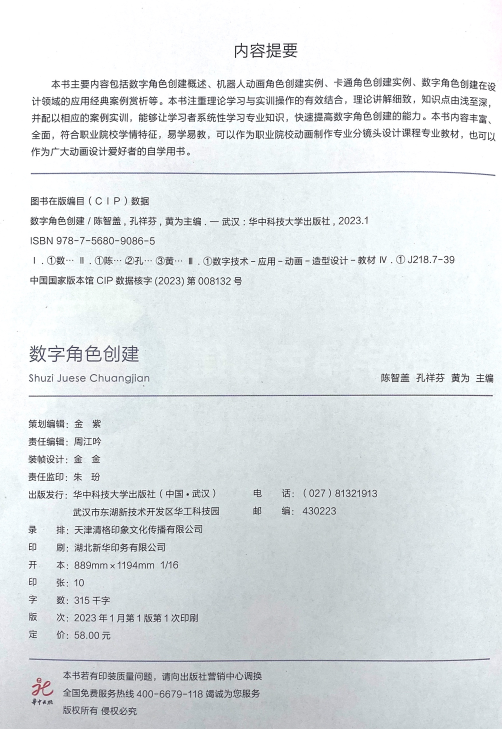 内容提要
本书主要内容包括数字角色创建概述、机器人动画角色创建实例、卡通角色创建实例、数字角色创建在设
计领域的应用经典案例赏析等。本书注重理论学习与实训操作的有效结合，理论讲解细致，知识点由浅至深，
并配以相应的案例实训，能够让学习者系统性学习专业知识，快速提高数字角色创建的能力。本书内容丰富、
全面，符合职业院校学情特征，易学易教，可以作为职业院校动画制作专业分镜头设计课程专业教材，也可以
作为广大动画设计爱好者的自学用书。
图书在版编目（CIP）数据
数字角色创建 / 陈智盖，孔祥芬，黄为主编. — 武汉：华中科技大学出版社，2023.1
ISBN 978-7-5680-9086-5
Ⅰ. ①数… Ⅱ. ①陈… ②孔… ③黄… Ⅲ. ①数字技术－应用－动画－造型设计－教材 Ⅳ. ① J218.7-39
中国国家版本馆 CIP 数据核字 (2023) 第 008132 号
数字角色创建
Shuzi Juese Chuangjian
陈智盖 孔祥芬 黄为 主编
策划编辑：金 紫
责任编辑：周江吟
装帧设计：金 金
责任监印：朱 玢
出版发行：华中科技大学出版社（中国·武汉） 电 话：（027）81321913
武汉市东湖新技术开发区华工科技园 邮 编：430223
录 排：天津清格印象文化传播有限公司
印 刷：湖北新华印务有限公司
开 本：889mm×1194mm 1/16
印 张：10
字 数：315 千字
版 次：2023 年 1 月第 1 版第 1 次印刷
定 价：58.00 元
本书若有印装质量问题，请向出版社营销中心调换
全国免费服务热线 400-6679-118 竭诚为您服务
版权所有 侵权必究
华中出版